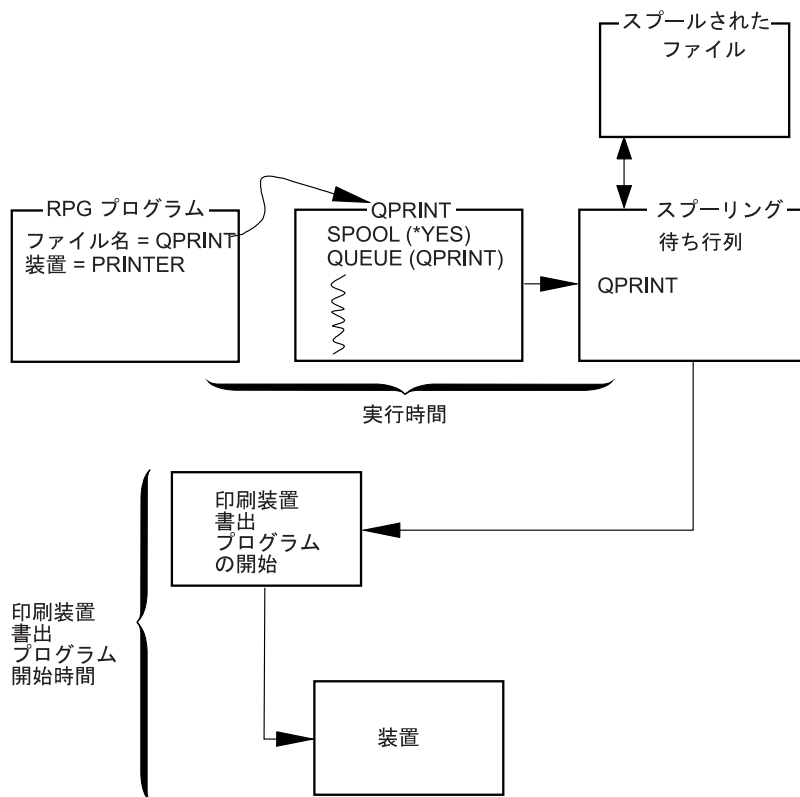 スプールされた
ファイル
RPG プログラム
ファイル名 = QPRINT
装置 = PRINTER
QPRINT
SPOOL (*YES)
QUEUE (QPRINT)
スプーリング
待ち行列
QPRINT
実行時間
印刷装置
書出
プログラム
の開始
印刷装置
書出
プログラム
開始時間
装置